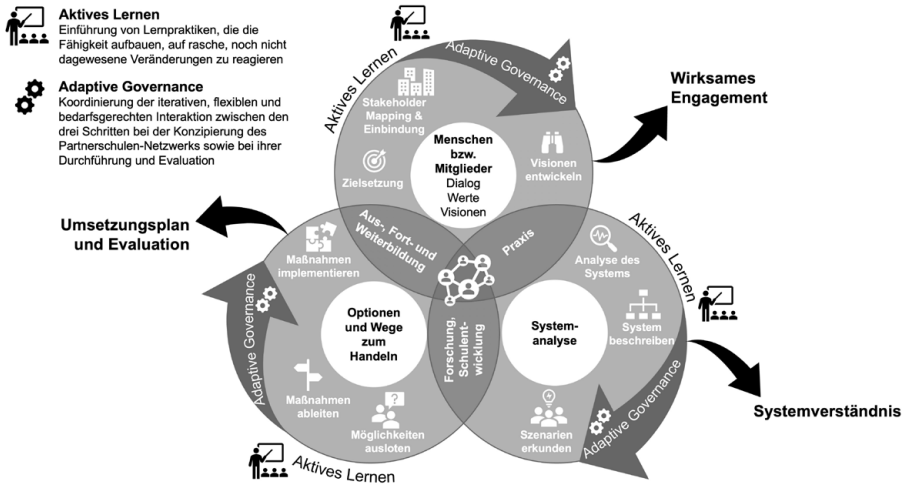 Aktives Lernen
Einführung von Lernpraktiken, die die
Fähigkeit aufbauen, auf rasche, noch nicht
dagewesene Veränderungen zu reagieren
Adaptive Governance
Koordinierung der iterativen, flexiblen und
bedarfsgerechten Interaktion zwischen den
drei Schritten bei der Konzipierung des
Partnerschulen-Netzwerks sowie bei ihrer
Durchführung und Evaluation
Aktives Lernen
Adaptive Governance
Stakeholder
Mapping &
Einbindung
Zielsetzung
Menschen
bzw.
Mitglieder
Dialog
Werte
Visionen
Visionen
entwickeln
Wirksames
Engagement
Umsetzungsplan
und Evaluation
Aus-, Fort- und
Weiterbildung
Praxis
Forschung,
Schulent-
wicklung
Maßnahmen
implementieren
Adaptive Governance
Optionen
und Wege
zum
Handeln
Maßnahmen
ableiten
Möglichkeiten
ausloten
Aktives Lernen
Analyse des
Systems
Aktives Lernen
System-
analyse
System
beschreiben
Szenarien
erkunden
Adaptive Governance
Systemverständnis